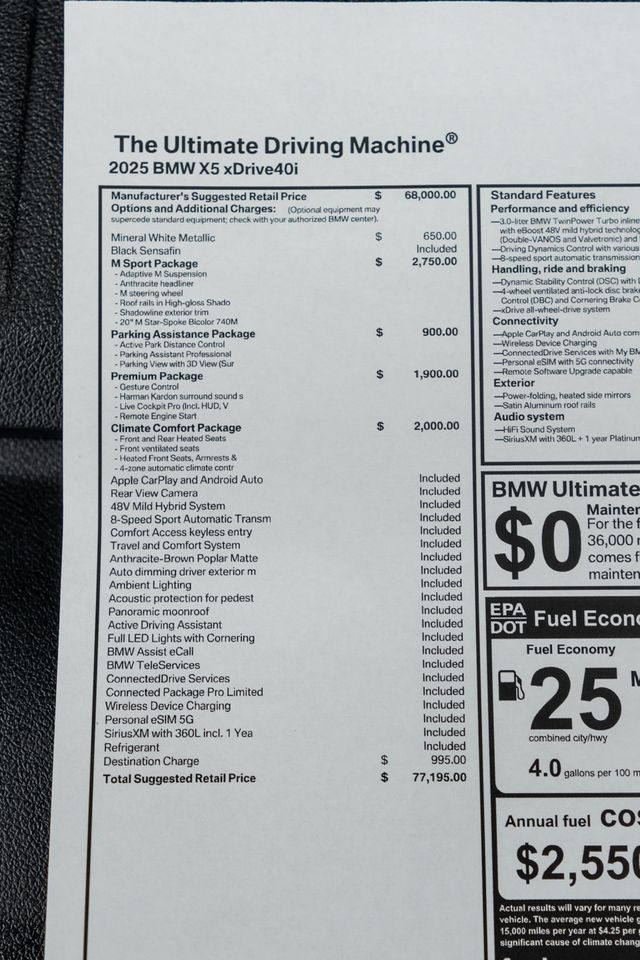 The Ultimate Driving Machine®
2025 BMW X5 xDrive40i
Manufacturer's Suggested Retail Price $ 68,000.00
Options and Additional Charges: (Optional equipment may
supercede standard equipment; check with your authorized BMW center).
Mineral White Metallic $ 650.00
Black Sensafin Included
M Sport Package $ 2,750.00
- Adaptive M Suspension
- Anthracite headliner
- M steering wheel
- Roof rails in High-gloss Shado
- Shadowline exterior trim
- 20" M Star-Spoke Bicolor 740M
Parking Assistance Package $ 900.00
- Active Park Distance Control
- Parking Assistant Professional
- Parking View with 3D View (Sur
Premium Package $ 1,900.00
- Gesture Control
- Harman Kardon surround sound s
- Live Cockpit Pro (Incl. HUD, V
- Remote Engine Start
Climate Comfort Package $ 2,000.00
- Front and Rear Heated Seats
- Front ventilated seats
- Heated Front Seats, Armrests &
- 4-zone automatic climate contr
Apple CarPlay and Android Auto Included
Rear View Camera Included
48V Mild Hybrid System Included
8-Speed Sport Automatic Transm Included
Comfort Access keyless entry Included
Travel and Comfort System Included
Anthracite-Brown Poplar Matte Included
Auto dimming driver exterior m Included
Ambient Lighting Included
Acoustic protection for pedest Included
Panoramic moonroof Included
Active Driving Assistant Included
Full LED Lights with Cornering Included
BMW Assist eCall Included
BMW TeleServices Included
ConnectedDrive Services Included
Connected Package Pro Limited Included
Wireless Device Charging Included
Personal eSIM 5G Included
SiriusXM with 360L incl. 1 Yea Included
Refrigerant Included
Destination Charge $ 995.00
Total Suggested Retail Price $ 77,195.00
Standard Features
Performance and efficiency
—3.0-liter BMW TwinPower Turbo inline
with eBoost 48V mild hybrid technolog
(Double-VANOS and Valvetronic) and
—Driving Dynamics Control with various
—8-speed sport automatic transmission
Handling, ride and braking
—Dynamic Stability Control (DSC) with
—4-wheel ventilated anti-lock disc brake
Control (DBC) and Cornering Brake C
—xDrive all-wheel-drive system
Connectivity
—Apple CarPlay and Android Auto com
—Wireless Device Charging
—ConnectedDrive Services with My BM
—Personal eSIM with 5G connectivity
—Remote Software Upgrade capable
Exterior
—Power-folding, heated side mirrors
—Satin Aluminum roof rails
Audio system
—HiFi Sound System
—SiriusXM with 360L + 1 year Platinum
BMW Ultimate
$0
Mainten
For the f
36,000 m
comes f
mainten
EPA
DOT
Fuel Econo
Fuel Economy
25
M
combined city/hwy
4.0 gallons per 100 m
Annual fuel COS
$2,550
Actual results will vary for many re
vehicle. The average new vehicle g
15,000 miles per year at $4.25 per g
significant cause of climate chang